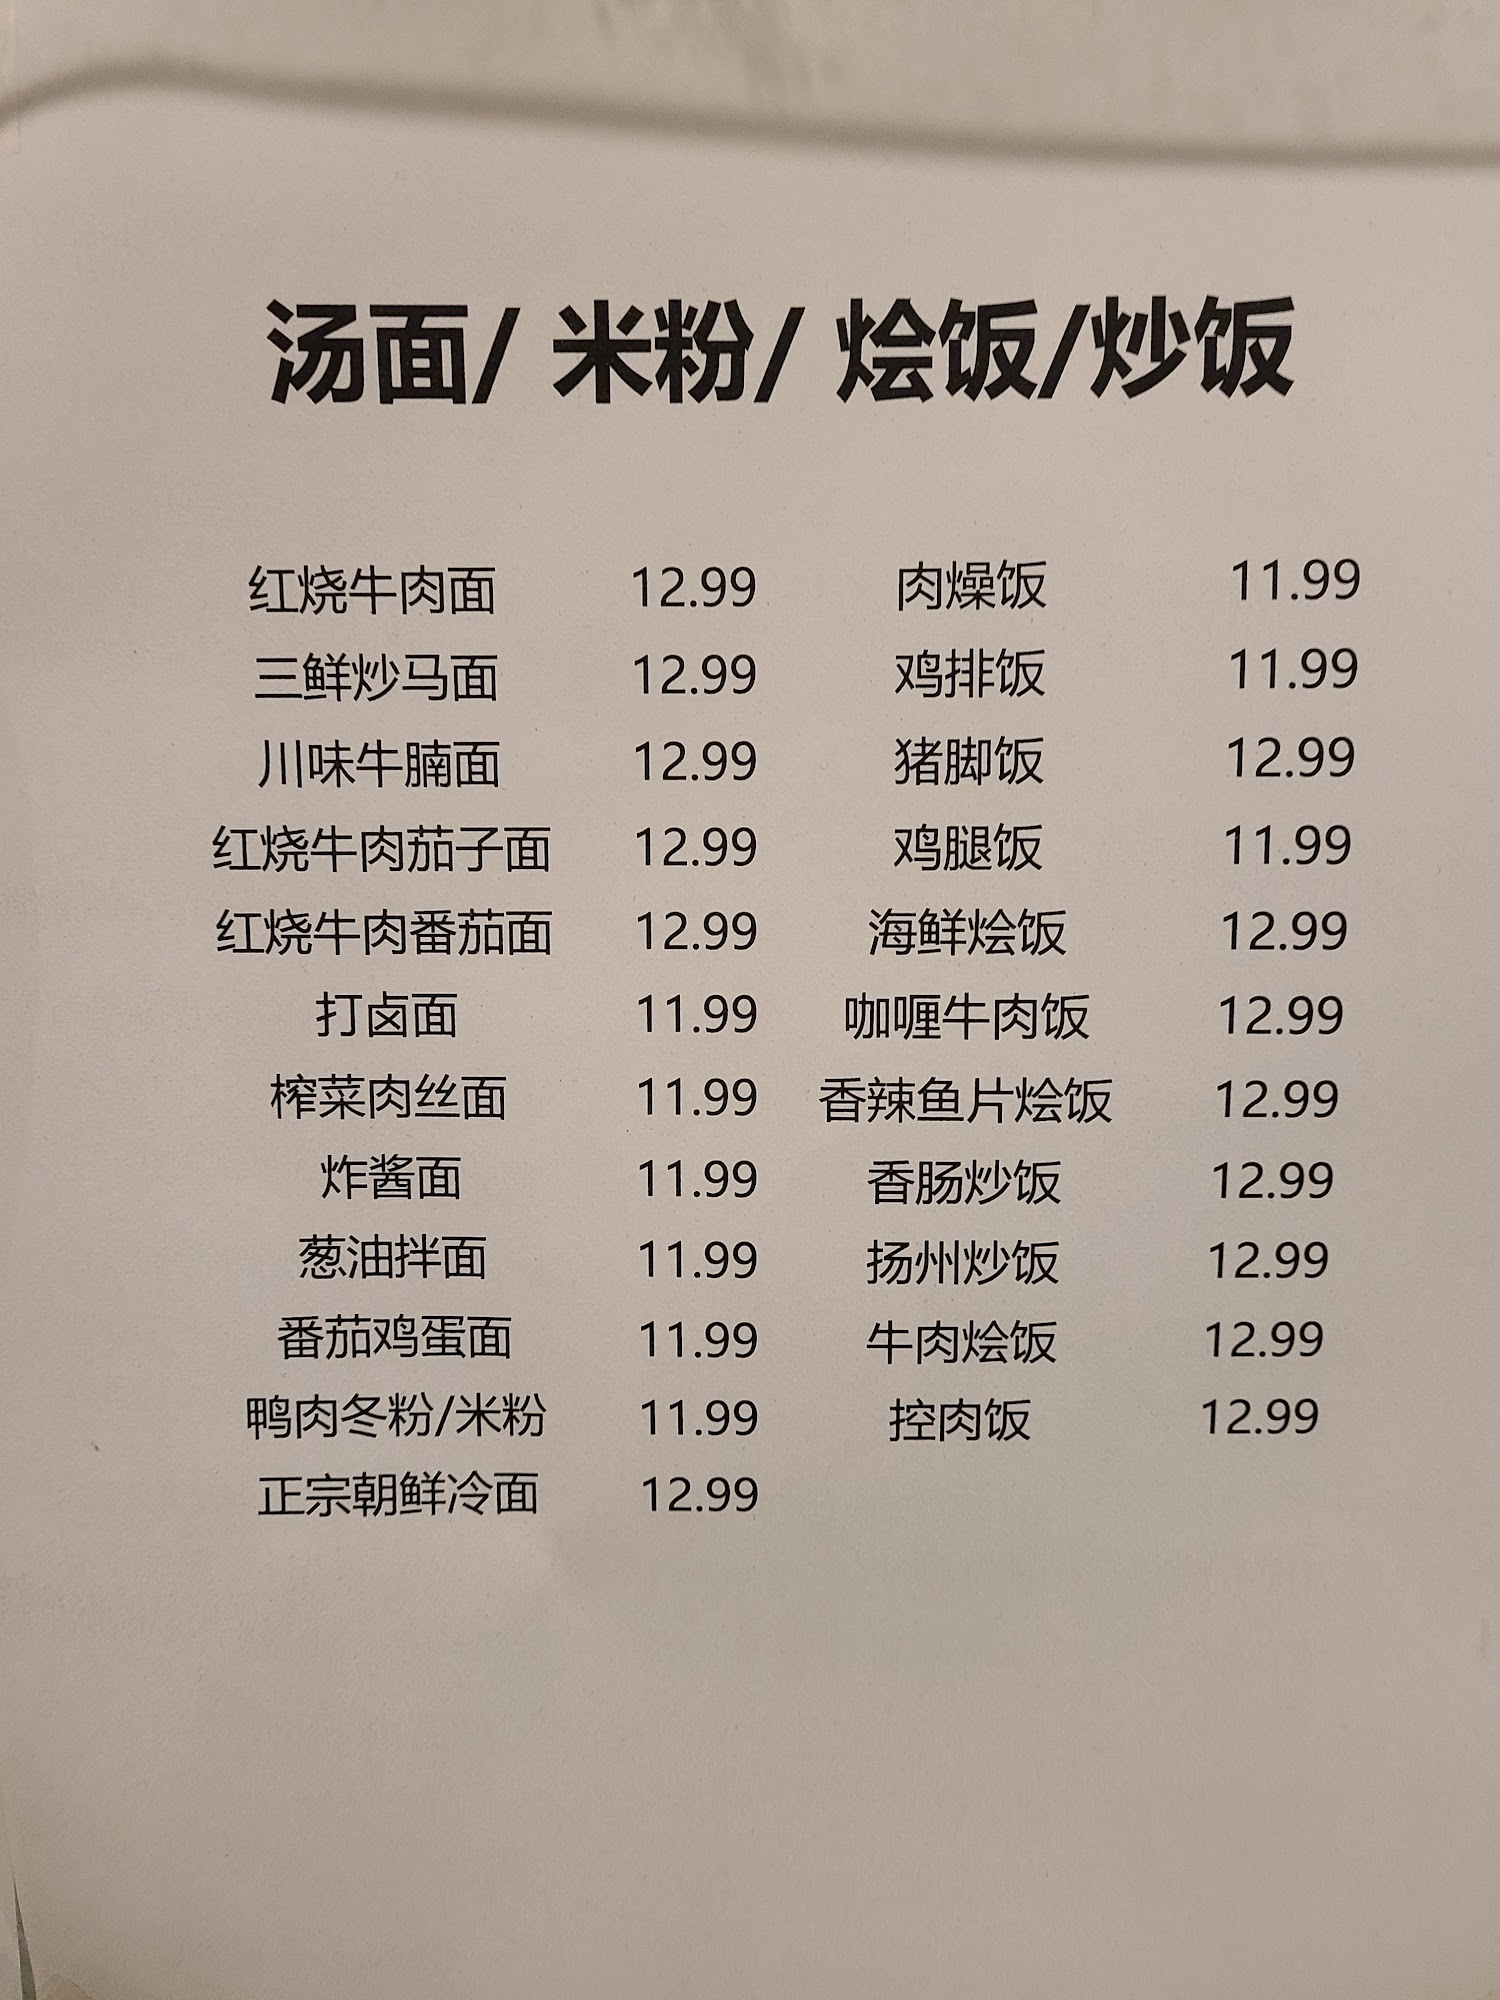 汤面/ 米粉/ 烩饭/炒饭
红烧牛肉面 12.99 肉燥饭 11.99
三鲜炒马面 12.99 鸡排饭 11.99
川味牛腩面 12.99 猪脚饭 12.99
红烧牛肉茄子面 12.99 鸡腿饭 11.99
红烧牛肉番茄面 12.99 海鲜烩饭 12.99
打卤面 11.99 咖喱牛肉饭 12.99
榨菜肉丝面 11.99 香辣鱼片烩饭 12.99
炸酱面 11.99 香肠炒饭 12.99
葱油拌面 11.99 扬州炒饭 12.99
番茄鸡蛋面 11.99 牛肉烩饭 12.99
鸭肉冬粉/米粉 11.99 控肉饭 12.99
正宗朝鲜冷面 12.99